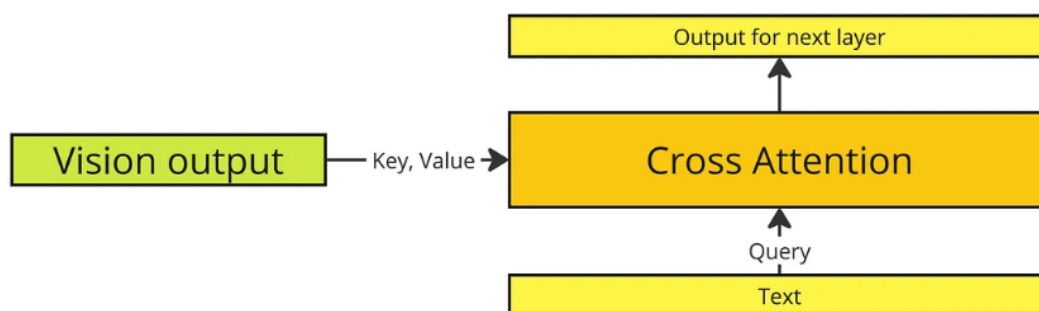 Output for next layer
Vision output
Key, Value
Cross Attention
Query
Text